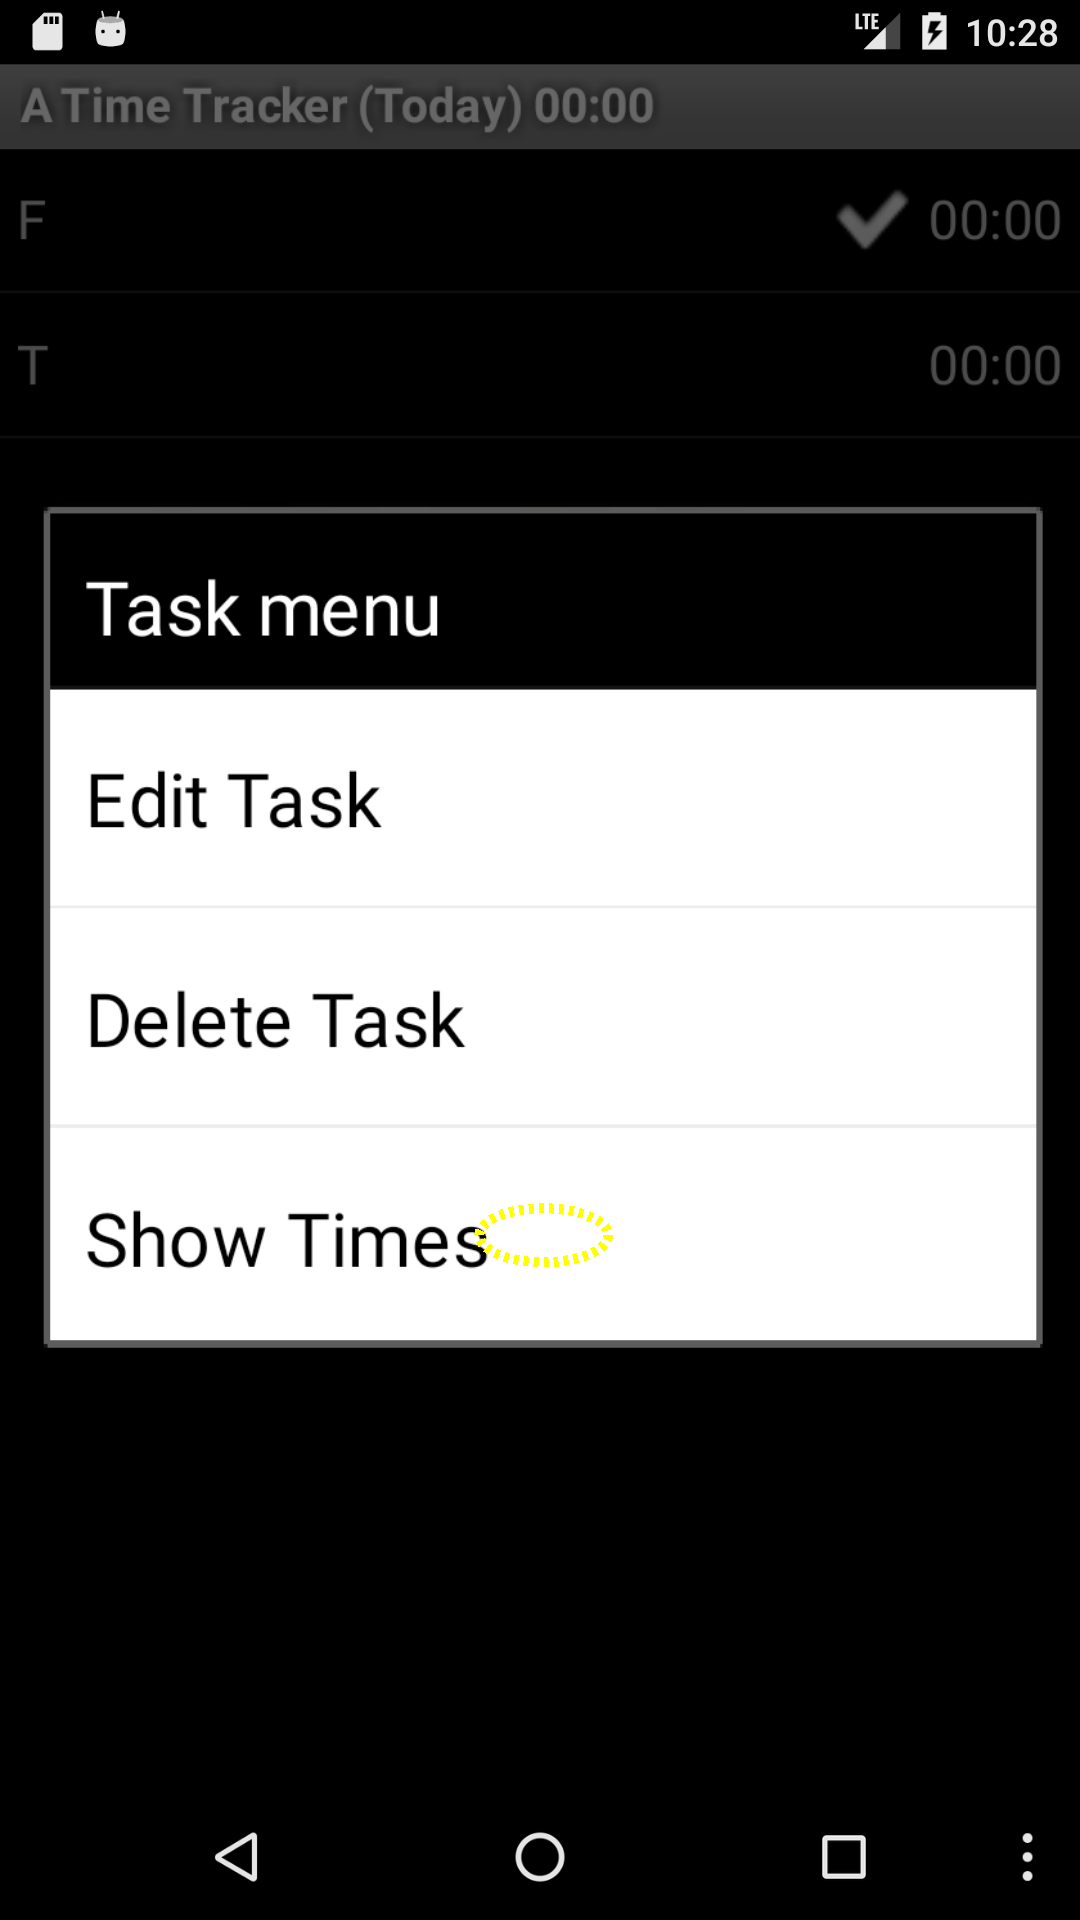 LTE 10:28
A Time Tracker (Today) 00:00
F 00:00
T 00:00
Task menu
Edit Task
Delete Task
Show Times